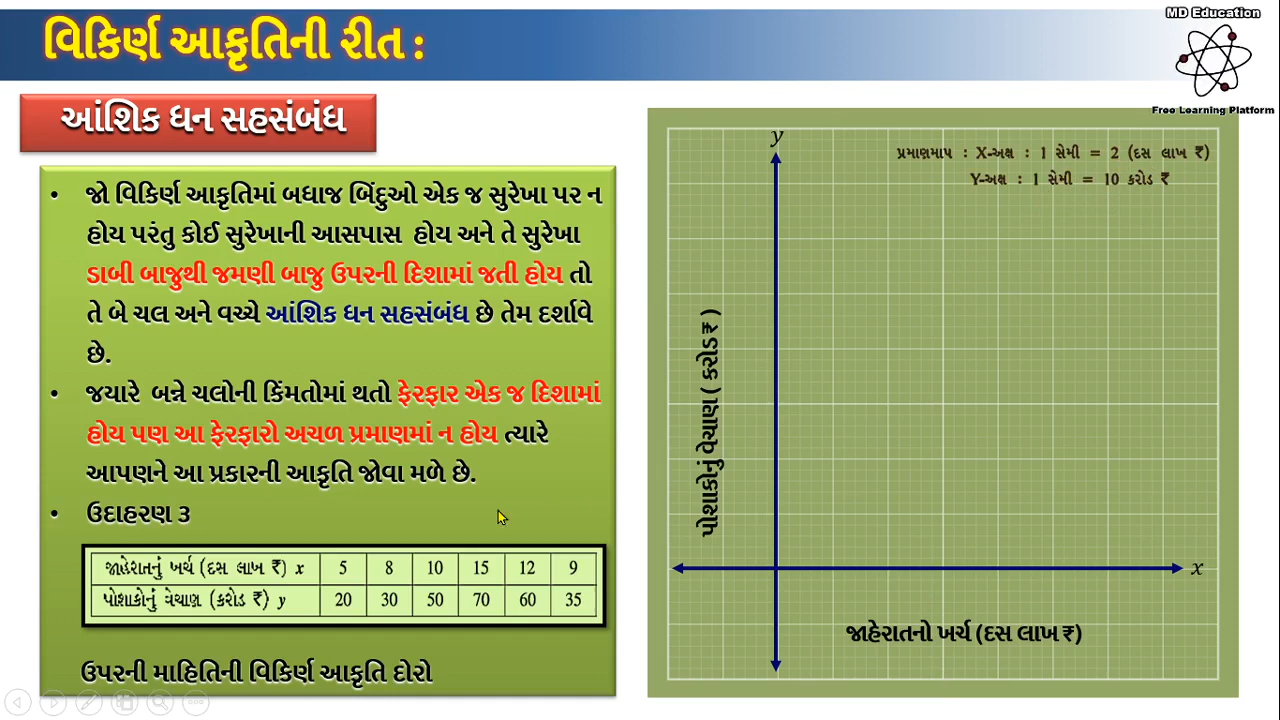 વિકિર્ણ આકૃતિની રીત :
MD Education
Free Learning Platform
આંશિક ધન સહસંબંધ
• જો વિકિર્ણ આકૃતિમાં બધાજ બિંદુઓ એક જ સુરેખા પર ન
હોય પરંતુ કોઈ સુરેખાની આસપાસ હોય અને તે સુરેખા
ડાબી બાજુથી જમણી બાજુ ઉપરની દિશામાં જતી હોય તો
તે બે ચલ અને વચ્ચે આંશિક ધન સહસંબંધ છે તેમ દર્શાવે
છે.
• જયારે બન્ને ચલોની કિંમતોમાં થતો ફેરફાર એક જ દિશામાં
હોય પણ આ ફેરફારો અચળ પ્રમાણમાં ન હોય ત્યારે
આપણને આ પ્રકારની આકૃતિ જોવા મળે છે.
• ઉદાહરણ ૩
જાહેરાતનું ખર્ચ (દસ લાખ ₹) x 5 8 10 15 12 9
પોશાકોનું વેચાણ (કરોડ ₹) y 20 30 50 70 60 35
ઉપરની માહિતિની વિકિર્ણ આકૃતિ દોરો
y
પ્રમાણમાપ : X-અક્ષ : 1 સેમી = 2 (દસ લાખ ₹)
Y-અક્ષ : 1 સેમી = 10 કરોડ ₹
પોશાકોનું વેચાણ ( કરોડ ₹ )
x
જાહેરાતનો ખર્ચ (દસ લાખ ₹)